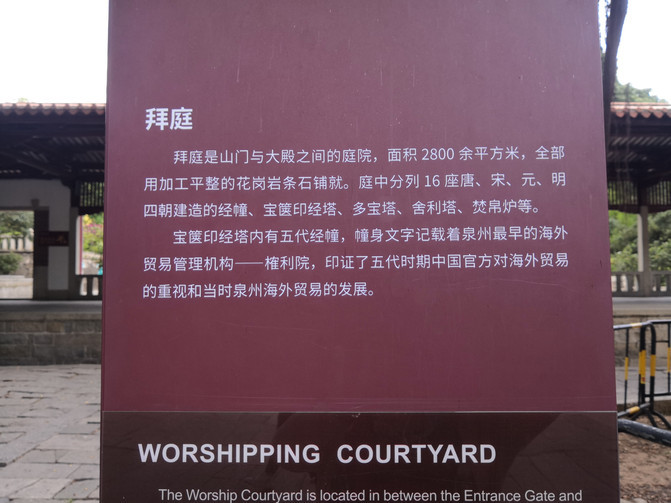 拜庭
拜庭是山门与大殿之间的庭院，面积 2800 余平方米，全部
用加工平整的花岗岩条石铺就。庭中分列 16 座唐、宋、元、明
四朝建造的经幢、宝箧印经塔、多宝塔、舍利塔、焚帛炉等。
宝箧印经塔内有五代经幢，幢身文字记载着泉州最早的海外
贸易管理机构——榷利院，印证了五代时期中国官方对海外贸易
的重视和当时泉州海外贸易的发展。
WORSHIPPING COURTYARD
The Worship Courtyard is located in between the Entrance Gate and